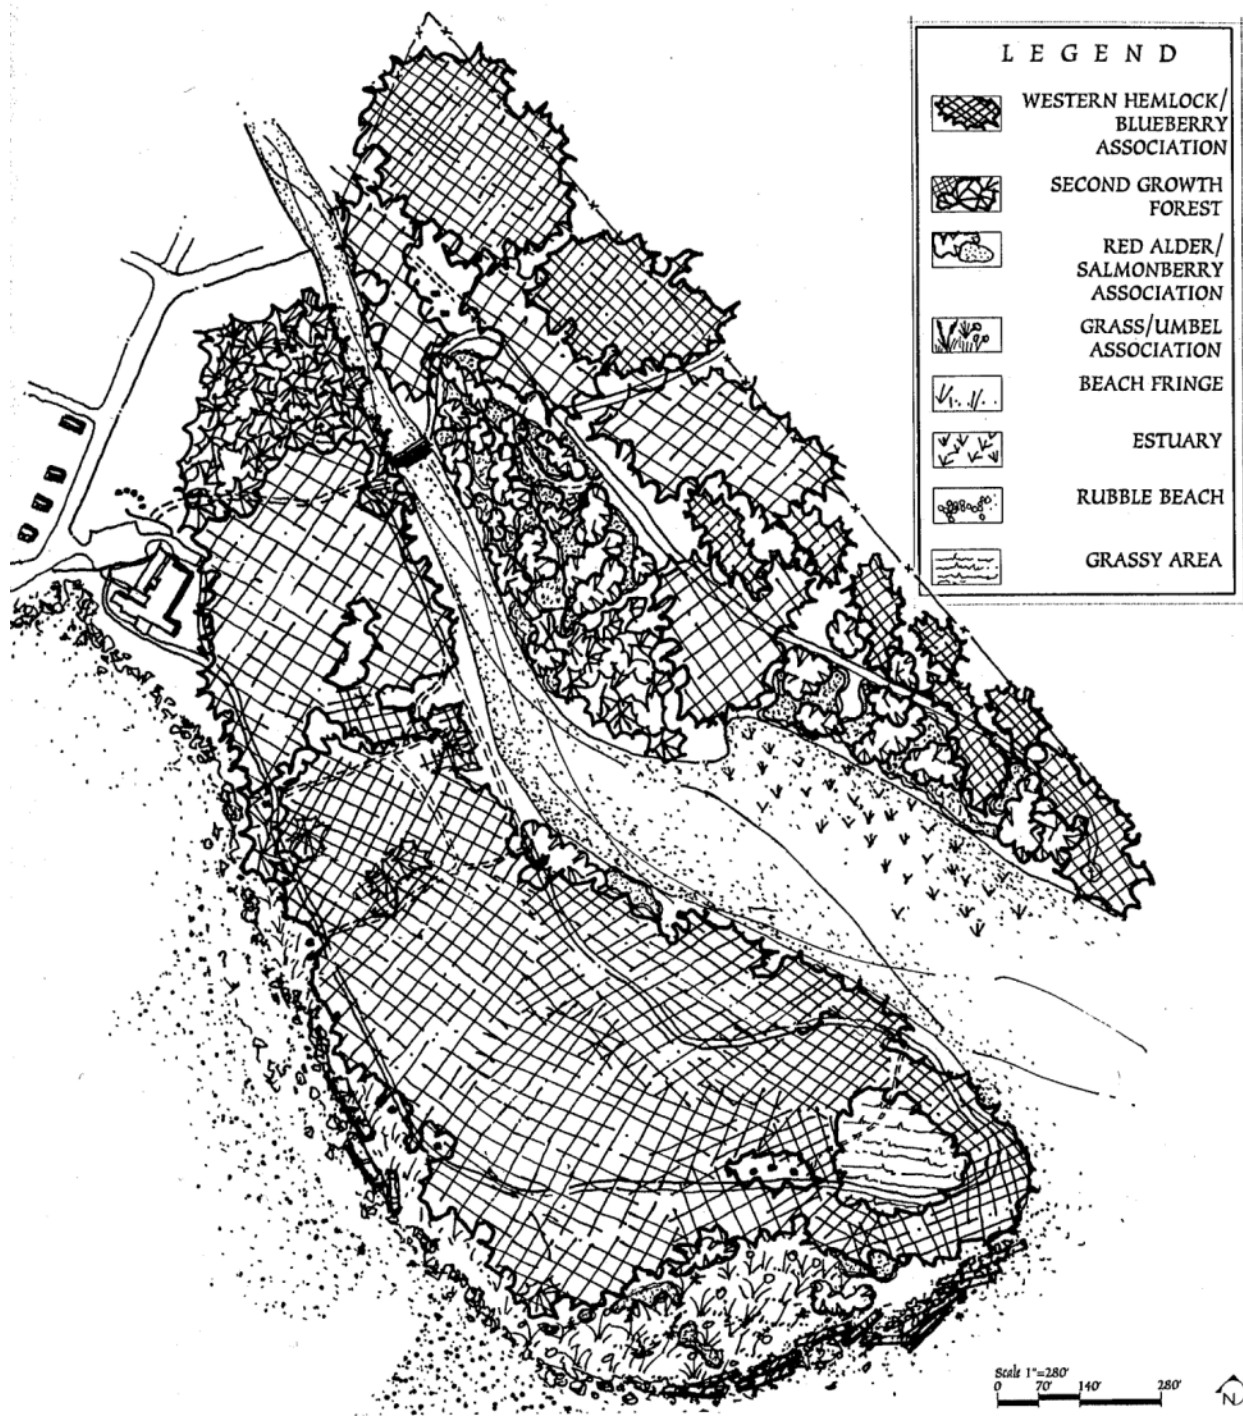 LEGEND
WESTERN HEMLOCK/
BLUEBERRY
ASSOCIATION
SECOND GROWTH
FOREST
RED ALDER/
SALMONBERRY
ASSOCIATION
GRASS/UMBEL
ASSOCIATION
BEACH FRINGE
ESTUARY
RUBBLE BEACH
GRASSY AREA
Scale 1"=280'
0 70' 140' 280'
N